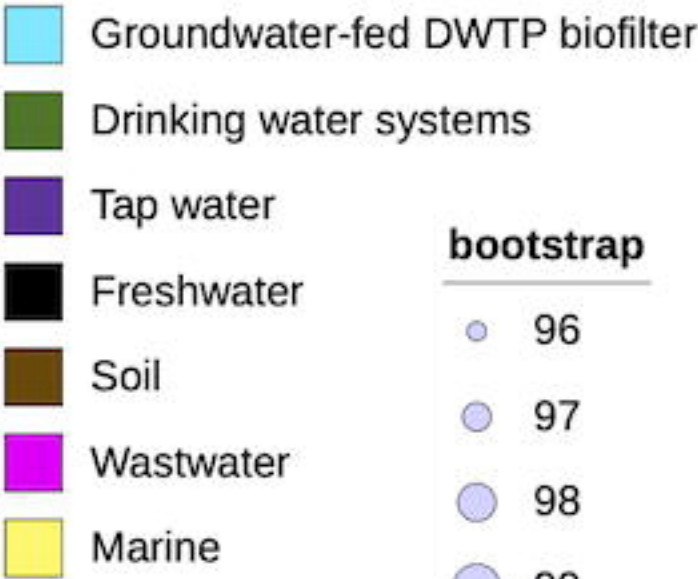 Groundwater-fed DWTP biofilter
Drinking water systems
Tap water
Freshwater
Soil
Wastwater
Marine
bootstrap
96
97
98